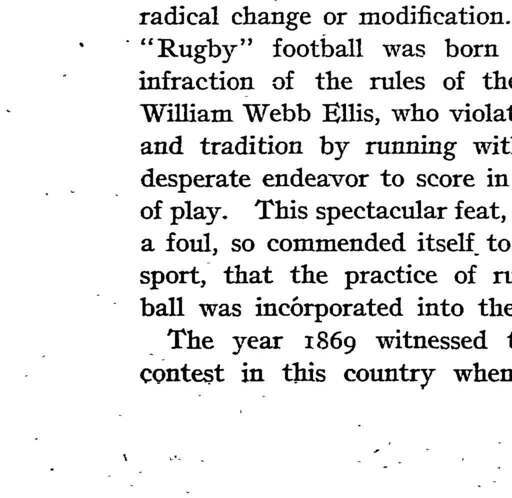 radical change or modification.
"Rugby" football was born
infraction of the rules of the
William Webb Ellis, who violat
and tradition by running wit
desperate endeavor to score in
of play. This spectacular feat,
a foul, so commended itself to
sport, that the practice of ru
ball was incorporated into the
The year 1869 witnessed t
contest in this country when